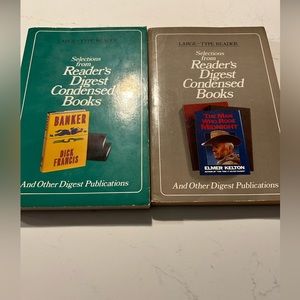 LARGE-TYPE READER
Selections
from
Reader's
Digest
Condensed
Books
BANKER
DICK
FRANCIS
And Other Digest Publications
LARGE-TYPE READER
Selections
from
Reader's
Digest
Condensed
Books
THE MAN
WHO RODE
MIDNIGHT
ELMER KELTON
And Other Digest Publications